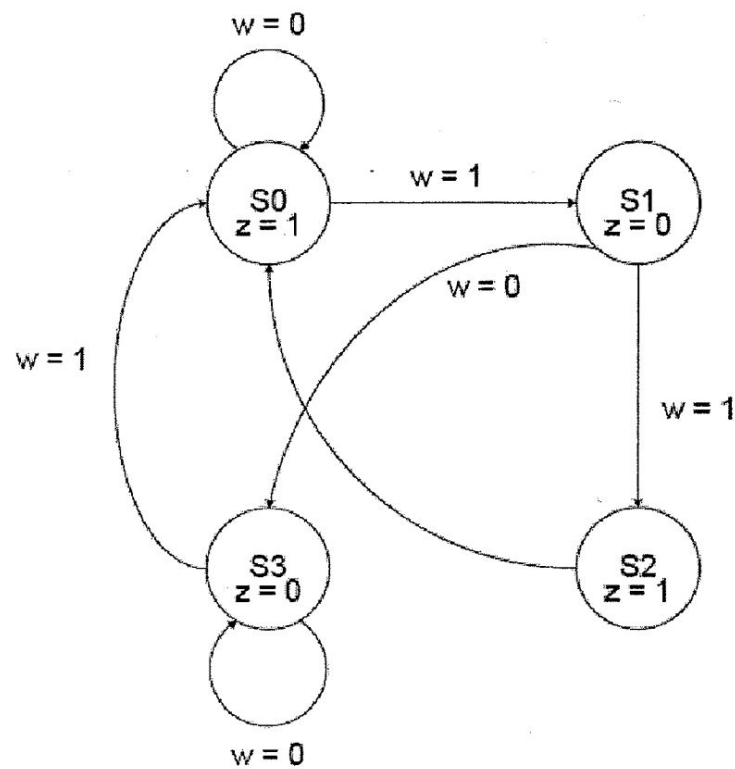 w = 0
S0
z = 1
w = 1
S1
z = 0
w = 0
w = 1
w = 1
S3
z = 0
S2
z = 1
w = 0